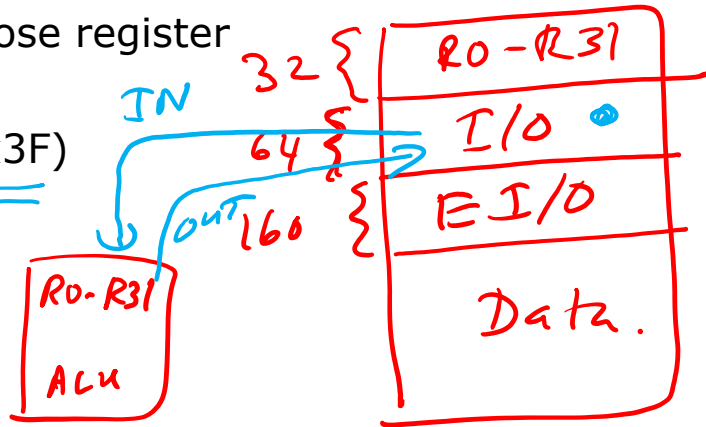 ose register
3F)
32 { R0-R31
IN
64 { I/O
OUT
160 { EI/O
R0-R31
ALU
Data.